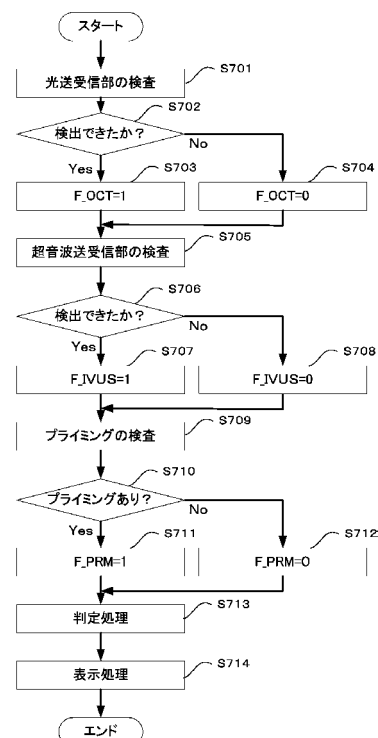 スタート
S701
光送受信部の検査
S702
検出できたか？
No
Yes
S703
S704
F_OCT=1
F_OCT=0
S705
超音波送受信部の検査
S706
検出できたか？
No
Yes
S707
S708
F_IVUS=1
F_IVUS=0
S709
プライミングの検査
S710
プライミングあり？
No
Yes
S711
S712
F_PRM=1
F_PRM=0
S713
判定処理
S714
表示処理
エンド